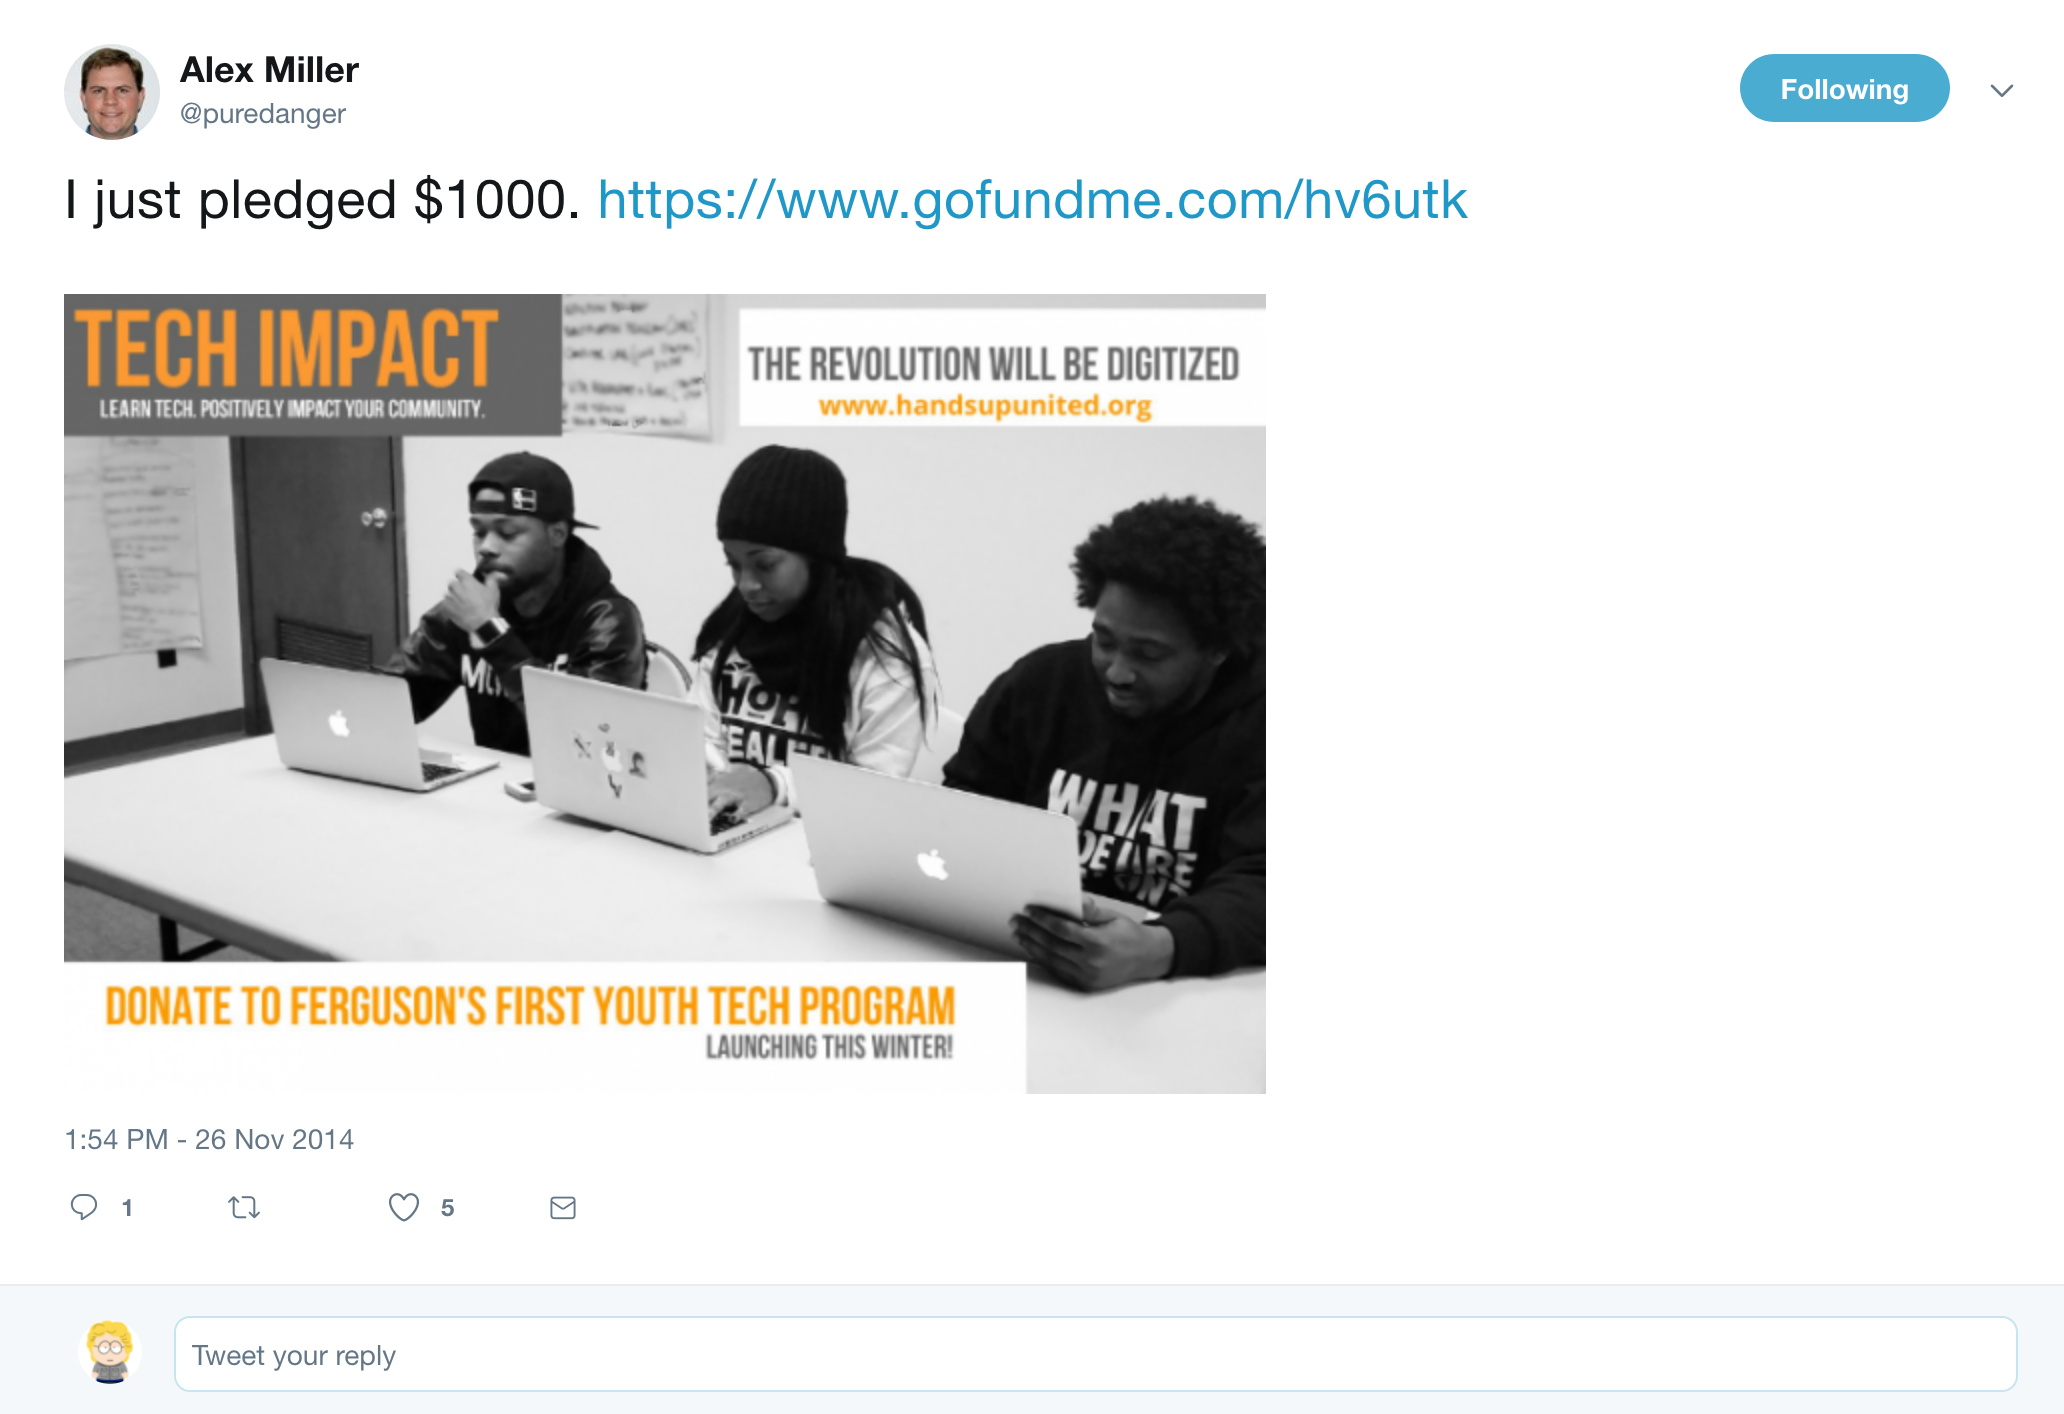 Alex Miller
@puredanger
Following
I just pledged $1000. https://www.gofundme.com/hv6utk
TECH IMPACT
LEARN TECH. POSITIVELY IMPACT YOUR COMMUNITY.
THE REVOLUTION WILL BE DIGITIZED
www.handsupunited.org
WHAT
DONATE TO FERGUSON'S FIRST YOUTH TECH PROGRAM
LAUNCHING THIS WINTER!
1:54 PM - 26 Nov 2014
1
5
Tweet your reply